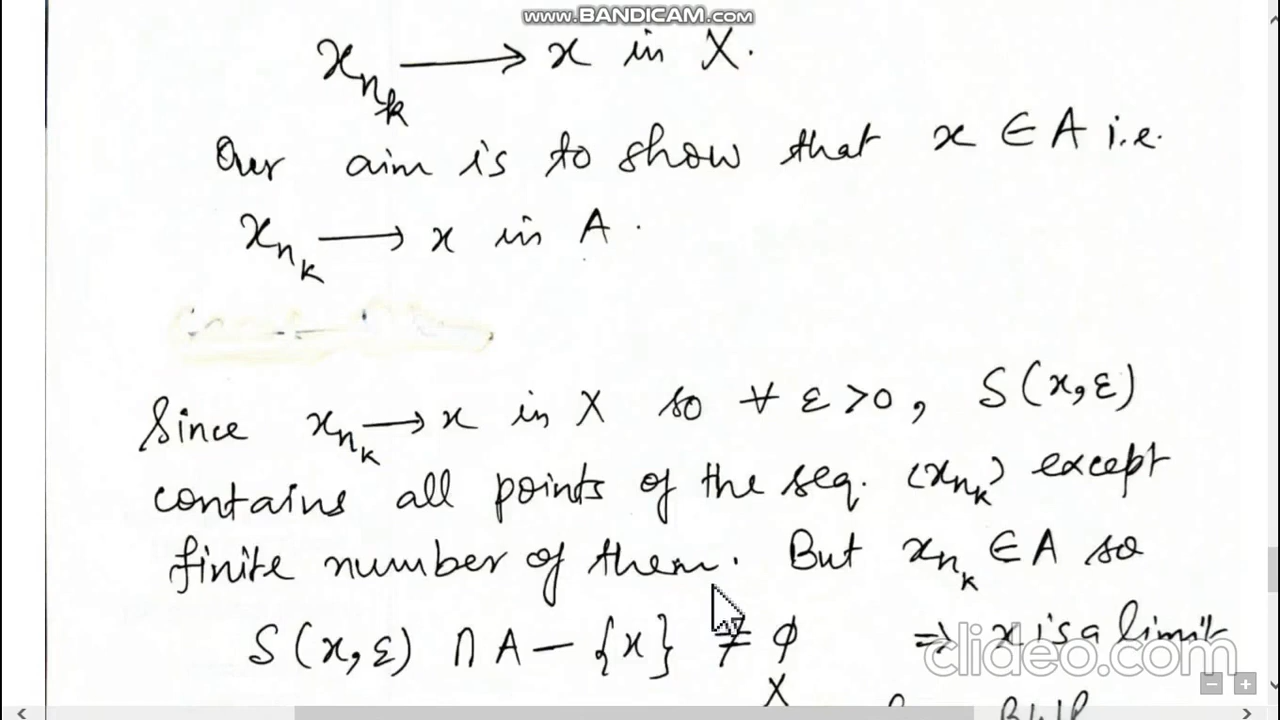 www.BANDICAM.com
x_{n_k} ⟶ x in X.
Our aim is to show that x ∈ A i.e.
x_{n_k} ⟶ x in A.
Since x_{n_k} ⟶ x in X so ∀ ε > 0, S(x, ε)
contains all points of the seq. (x_{n_k}) except
finite number of them. But x_{n_k} ∈ A so
S(x, ε) ∩ A − {x} ≠ ϕ ⇒ x is a limit
clideo.com
X